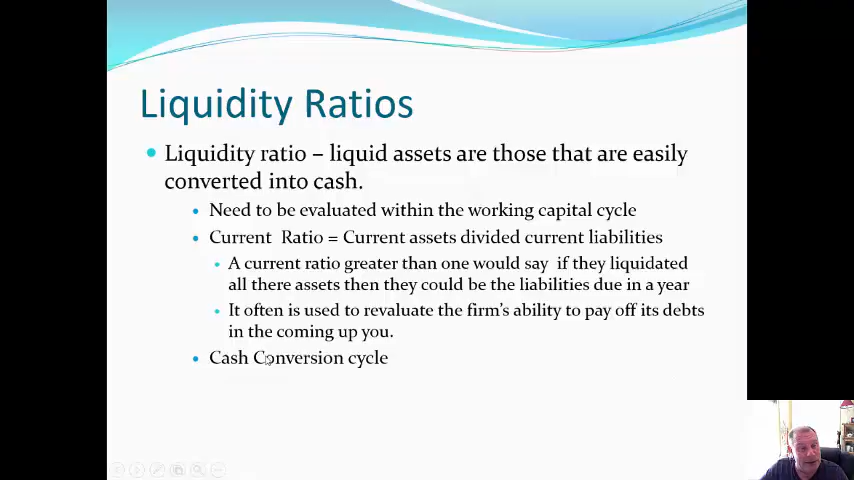 Liquidity Ratios
Liquidity ratio – liquid assets are those that are easily
converted into cash.
Need to be evaluated within the working capital cycle
Current Ratio = Current assets divided current liabilities
A current ratio greater than one would say if they liquidated
all there assets then they could be the liabilities due in a year
It often is used to revaluate the firm's ability to pay off its debts
in the coming up you.
Cash Conversion cycle